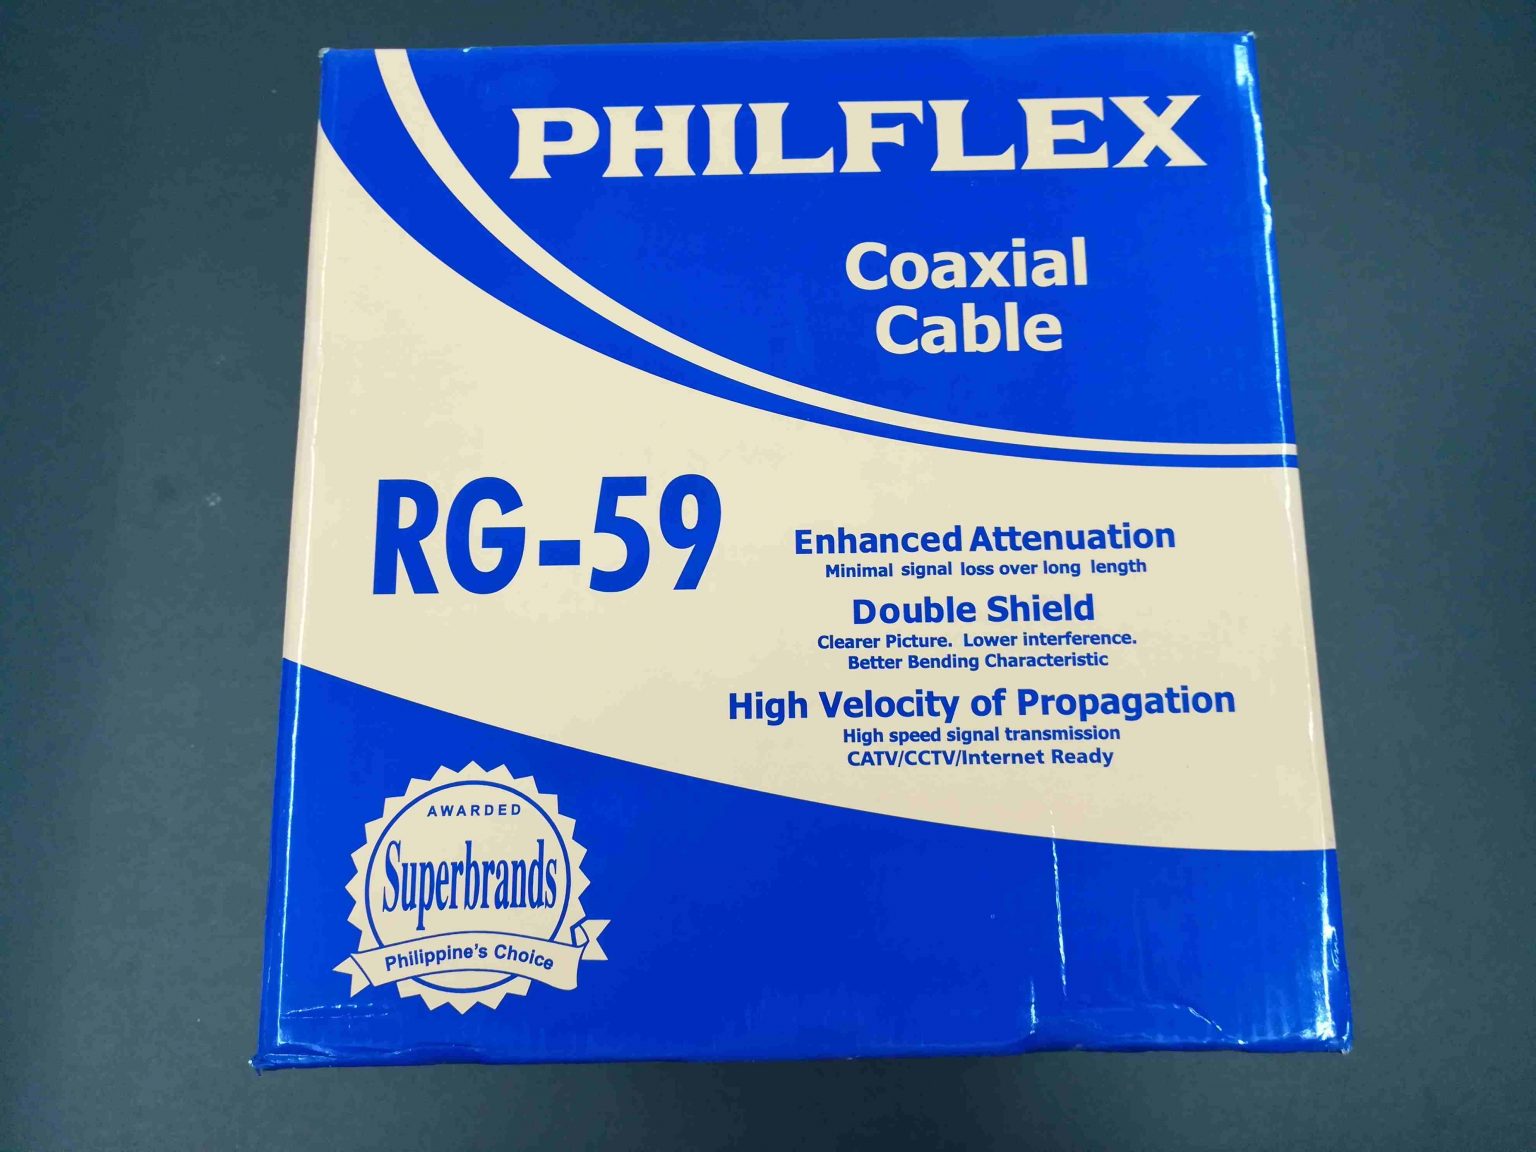 PHILFLEX
Coaxial
Cable
RG-59
Enhanced Attenuation
Minimal signal loss over long length
Double Shield
Clearer Picture. Lower interference.
Better Bending Characteristic
High Velocity of Propagation
High speed signal transmission
CATV/CCTV/Internet Ready
AWARDED
Superbrands
Philippine's Choice